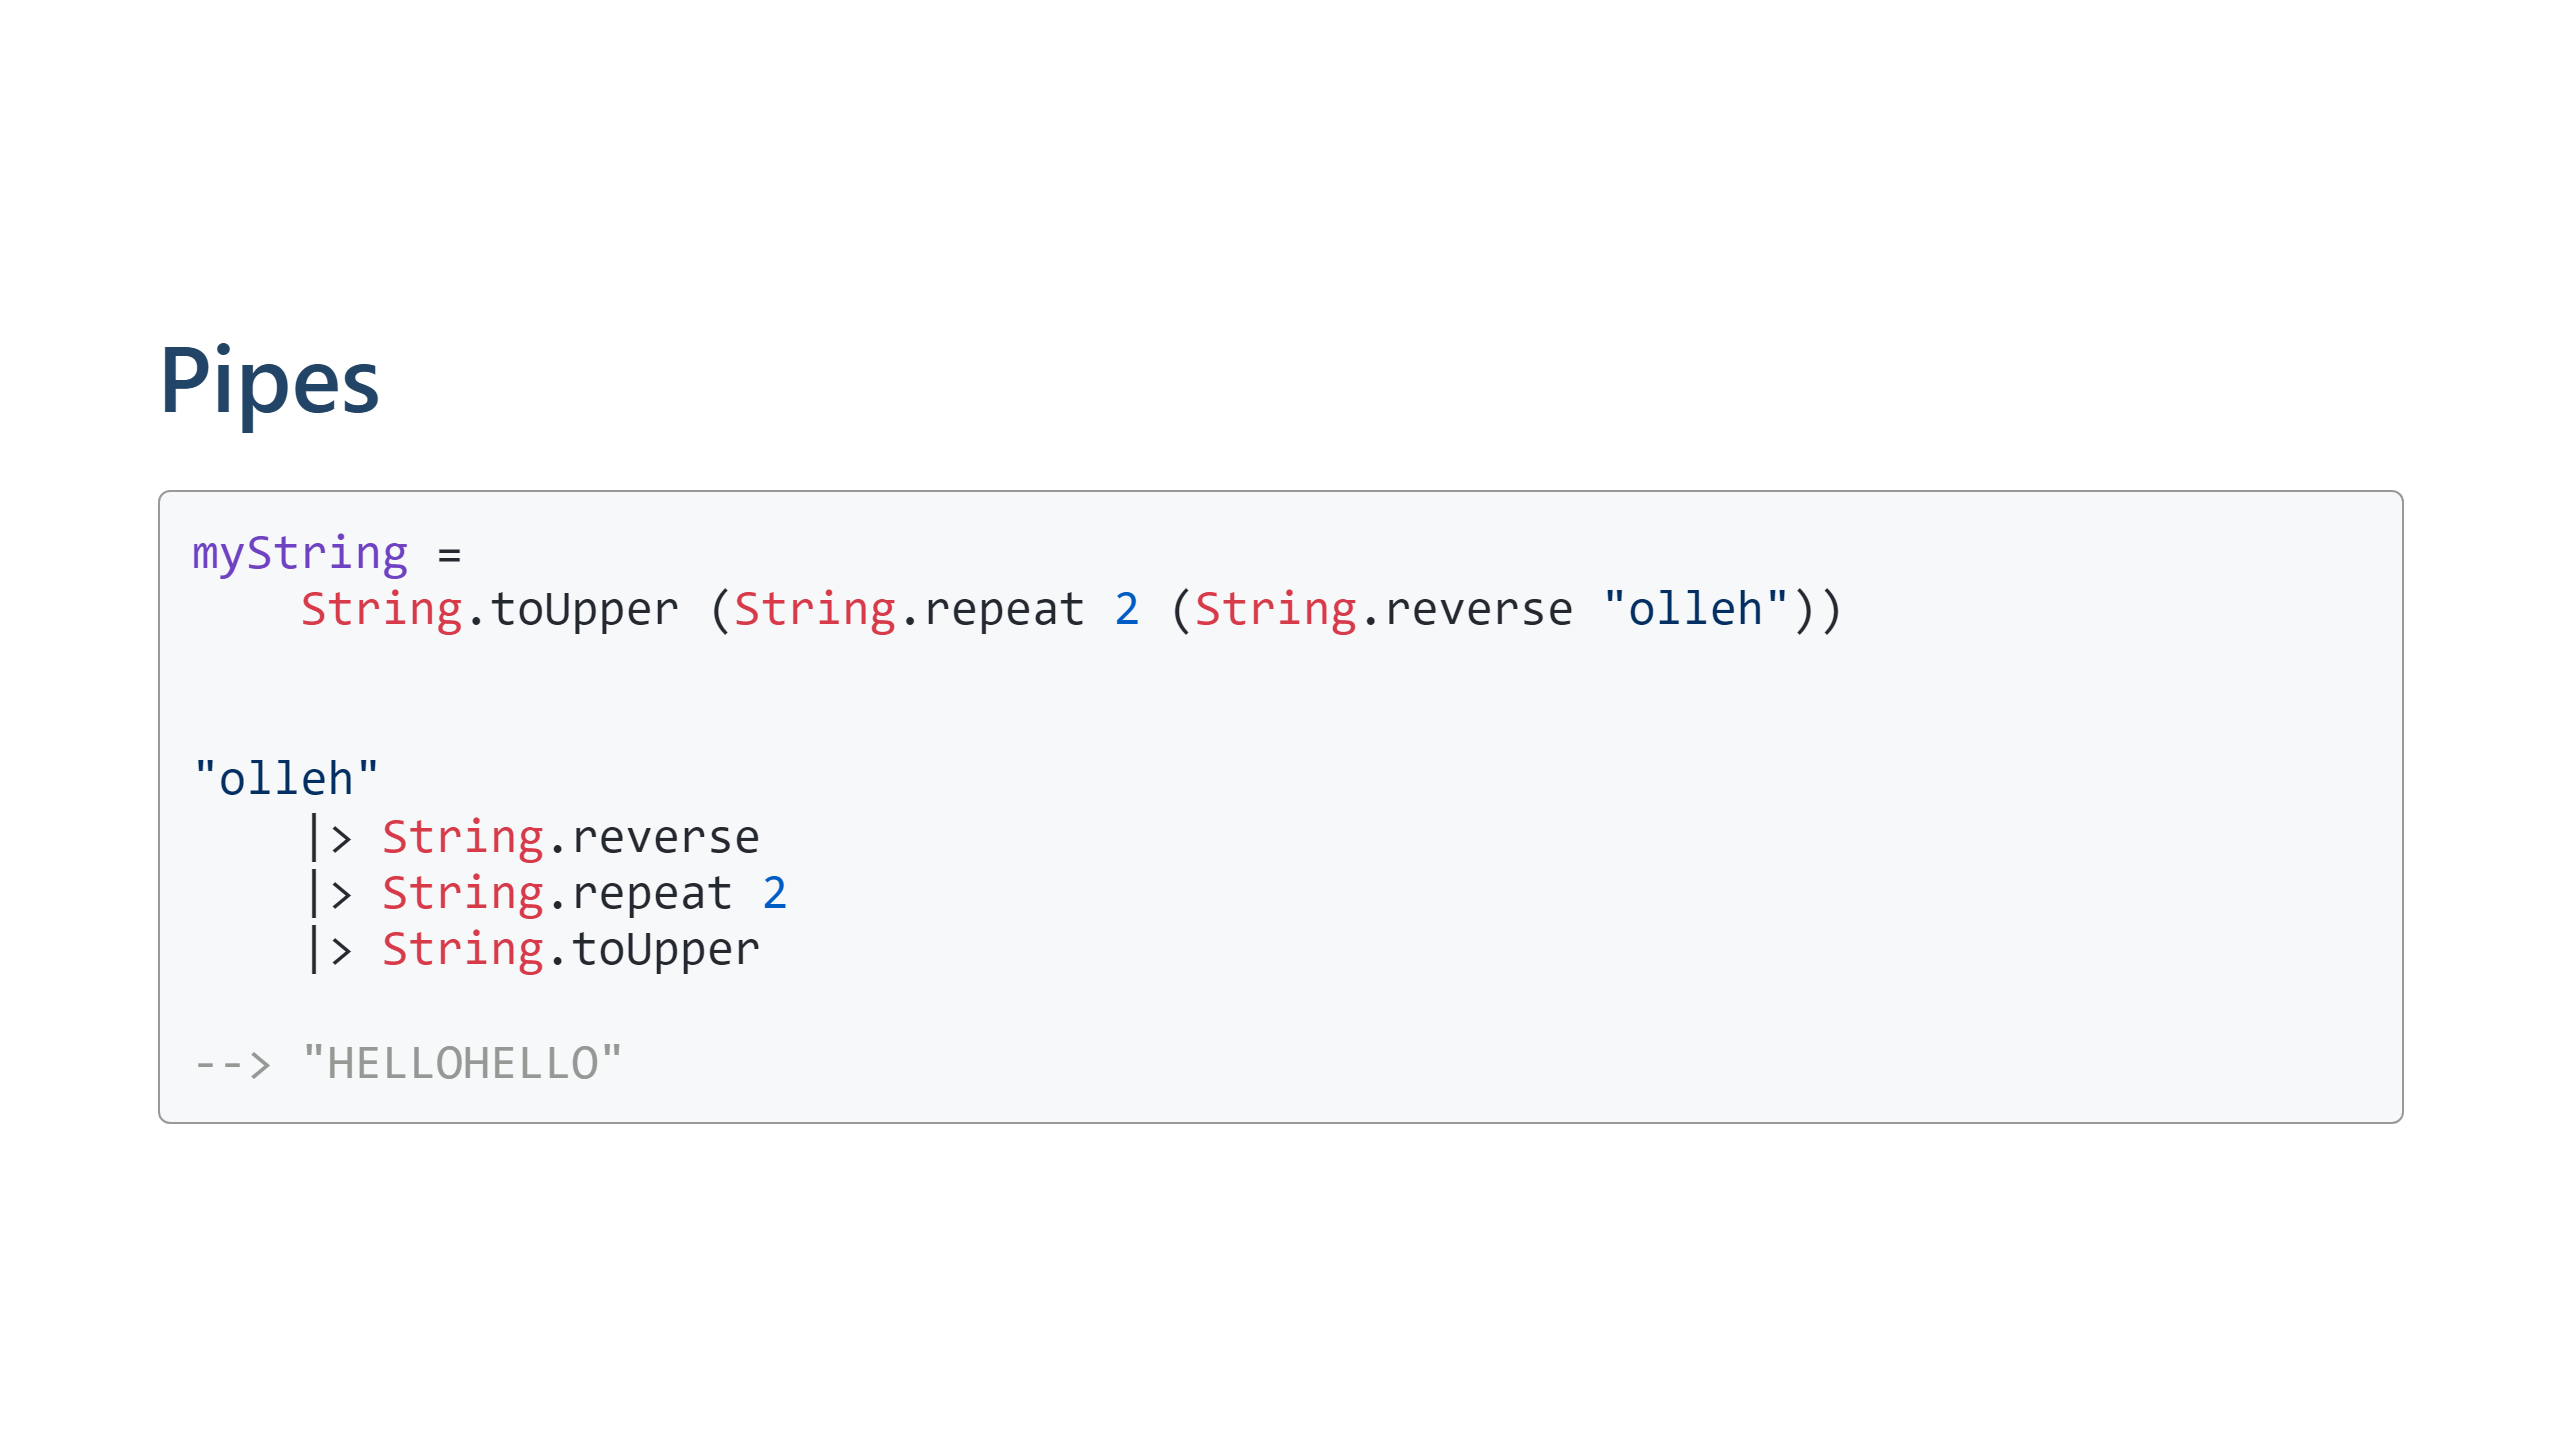 Pipes
myString =
    String.toUpper (String.repeat 2 (String.reverse "olleh"))
"olleh"
    |> String.reverse
    |> String.repeat 2
    |> String.toUpper
--> "HELLOHELLO"